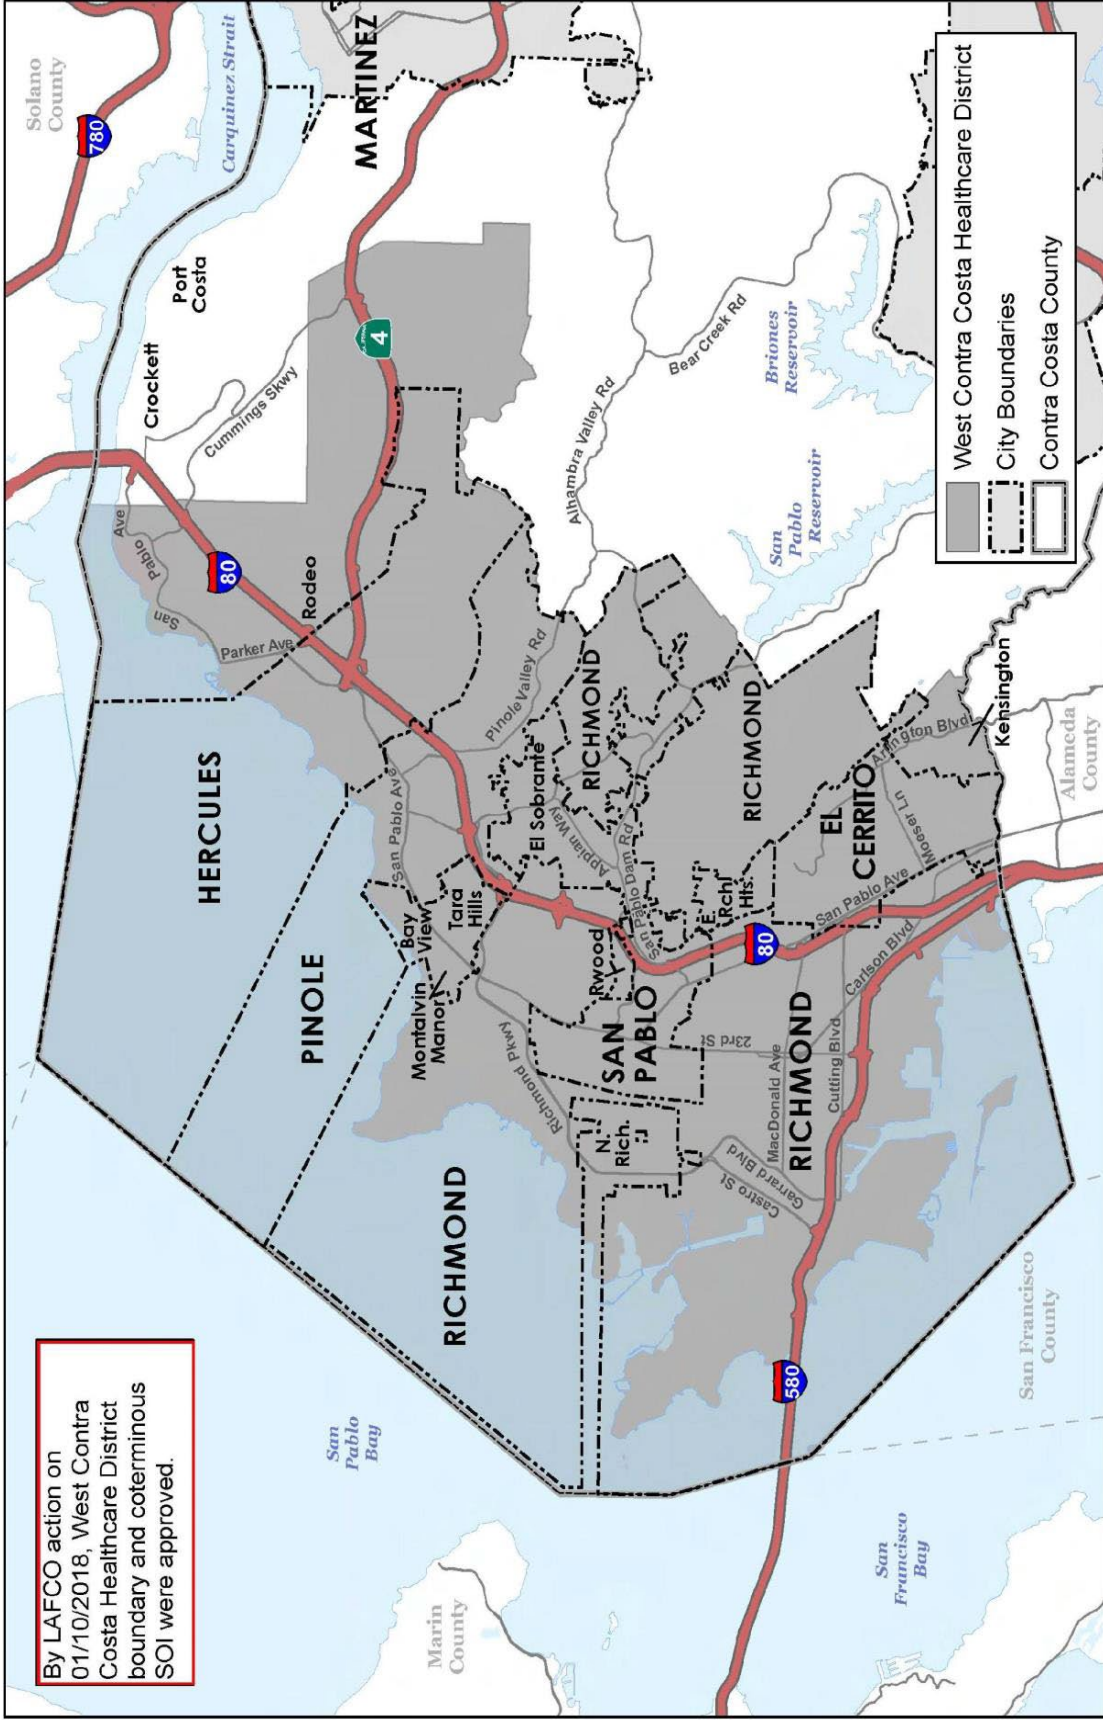 By LAFCO action on
01/10/2018, West Contra
Costa Healthcare District
boundary and coterminous
SOI were approved.
Solano
County
780
Carquinez Strait
MARTINEZ
Port
Costa
Crockett
Cummings Skwy
4
San Pablo Ave
80
Rodeo
Parker Ave
HERCULES
PINOLE
San Pablo Ave
Pinole Valley Rd
Alhambra Valley Rd
Bear Creek Rd
Briones
Reservoir
San
Pablo
Reservoir
Bay
View
Tara
Hills
Montalvin
Manor
El Sobrante
Appian Way
RICHMOND
San Pablo Dam Rd
San Pablo
Bay
Richmond Pkwy
RICHMOND
Rwood
SAN
PABLO
N.
Rich.
E.
Rchl
Hts.
RICHMOND
80
23rd St
EL
CERRITO
Arlington Blvd
Moeser Ln
San Pablo Ave
Carlson Blvd
Kensington
Alameda
County
MacDonald Ave
RICHMOND
Cutting Blvd
Garrard Blvd
Castro St
580
Marin
County
San
Francisco
Bay
San Francisco
County
West Contra Costa Healthcare District
City Boundaries
Contra Costa County